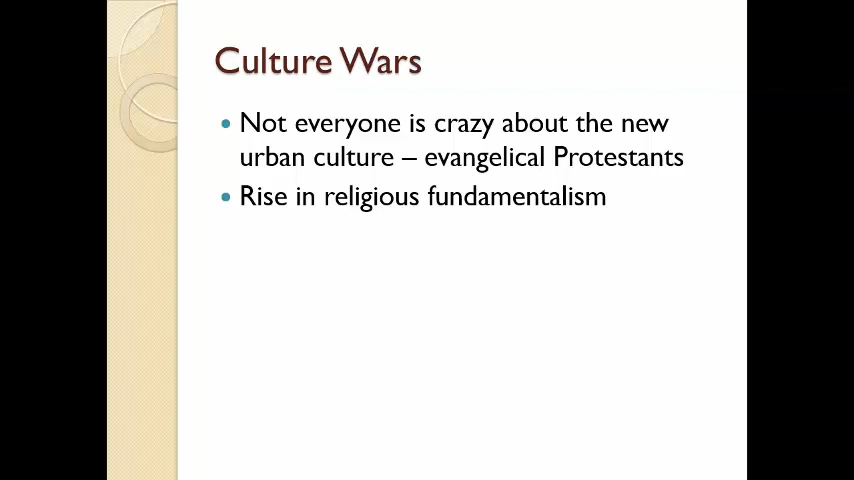 Culture Wars
• Not everyone is crazy about the new
urban culture – evangelical Protestants
• Rise in religious fundamentalism